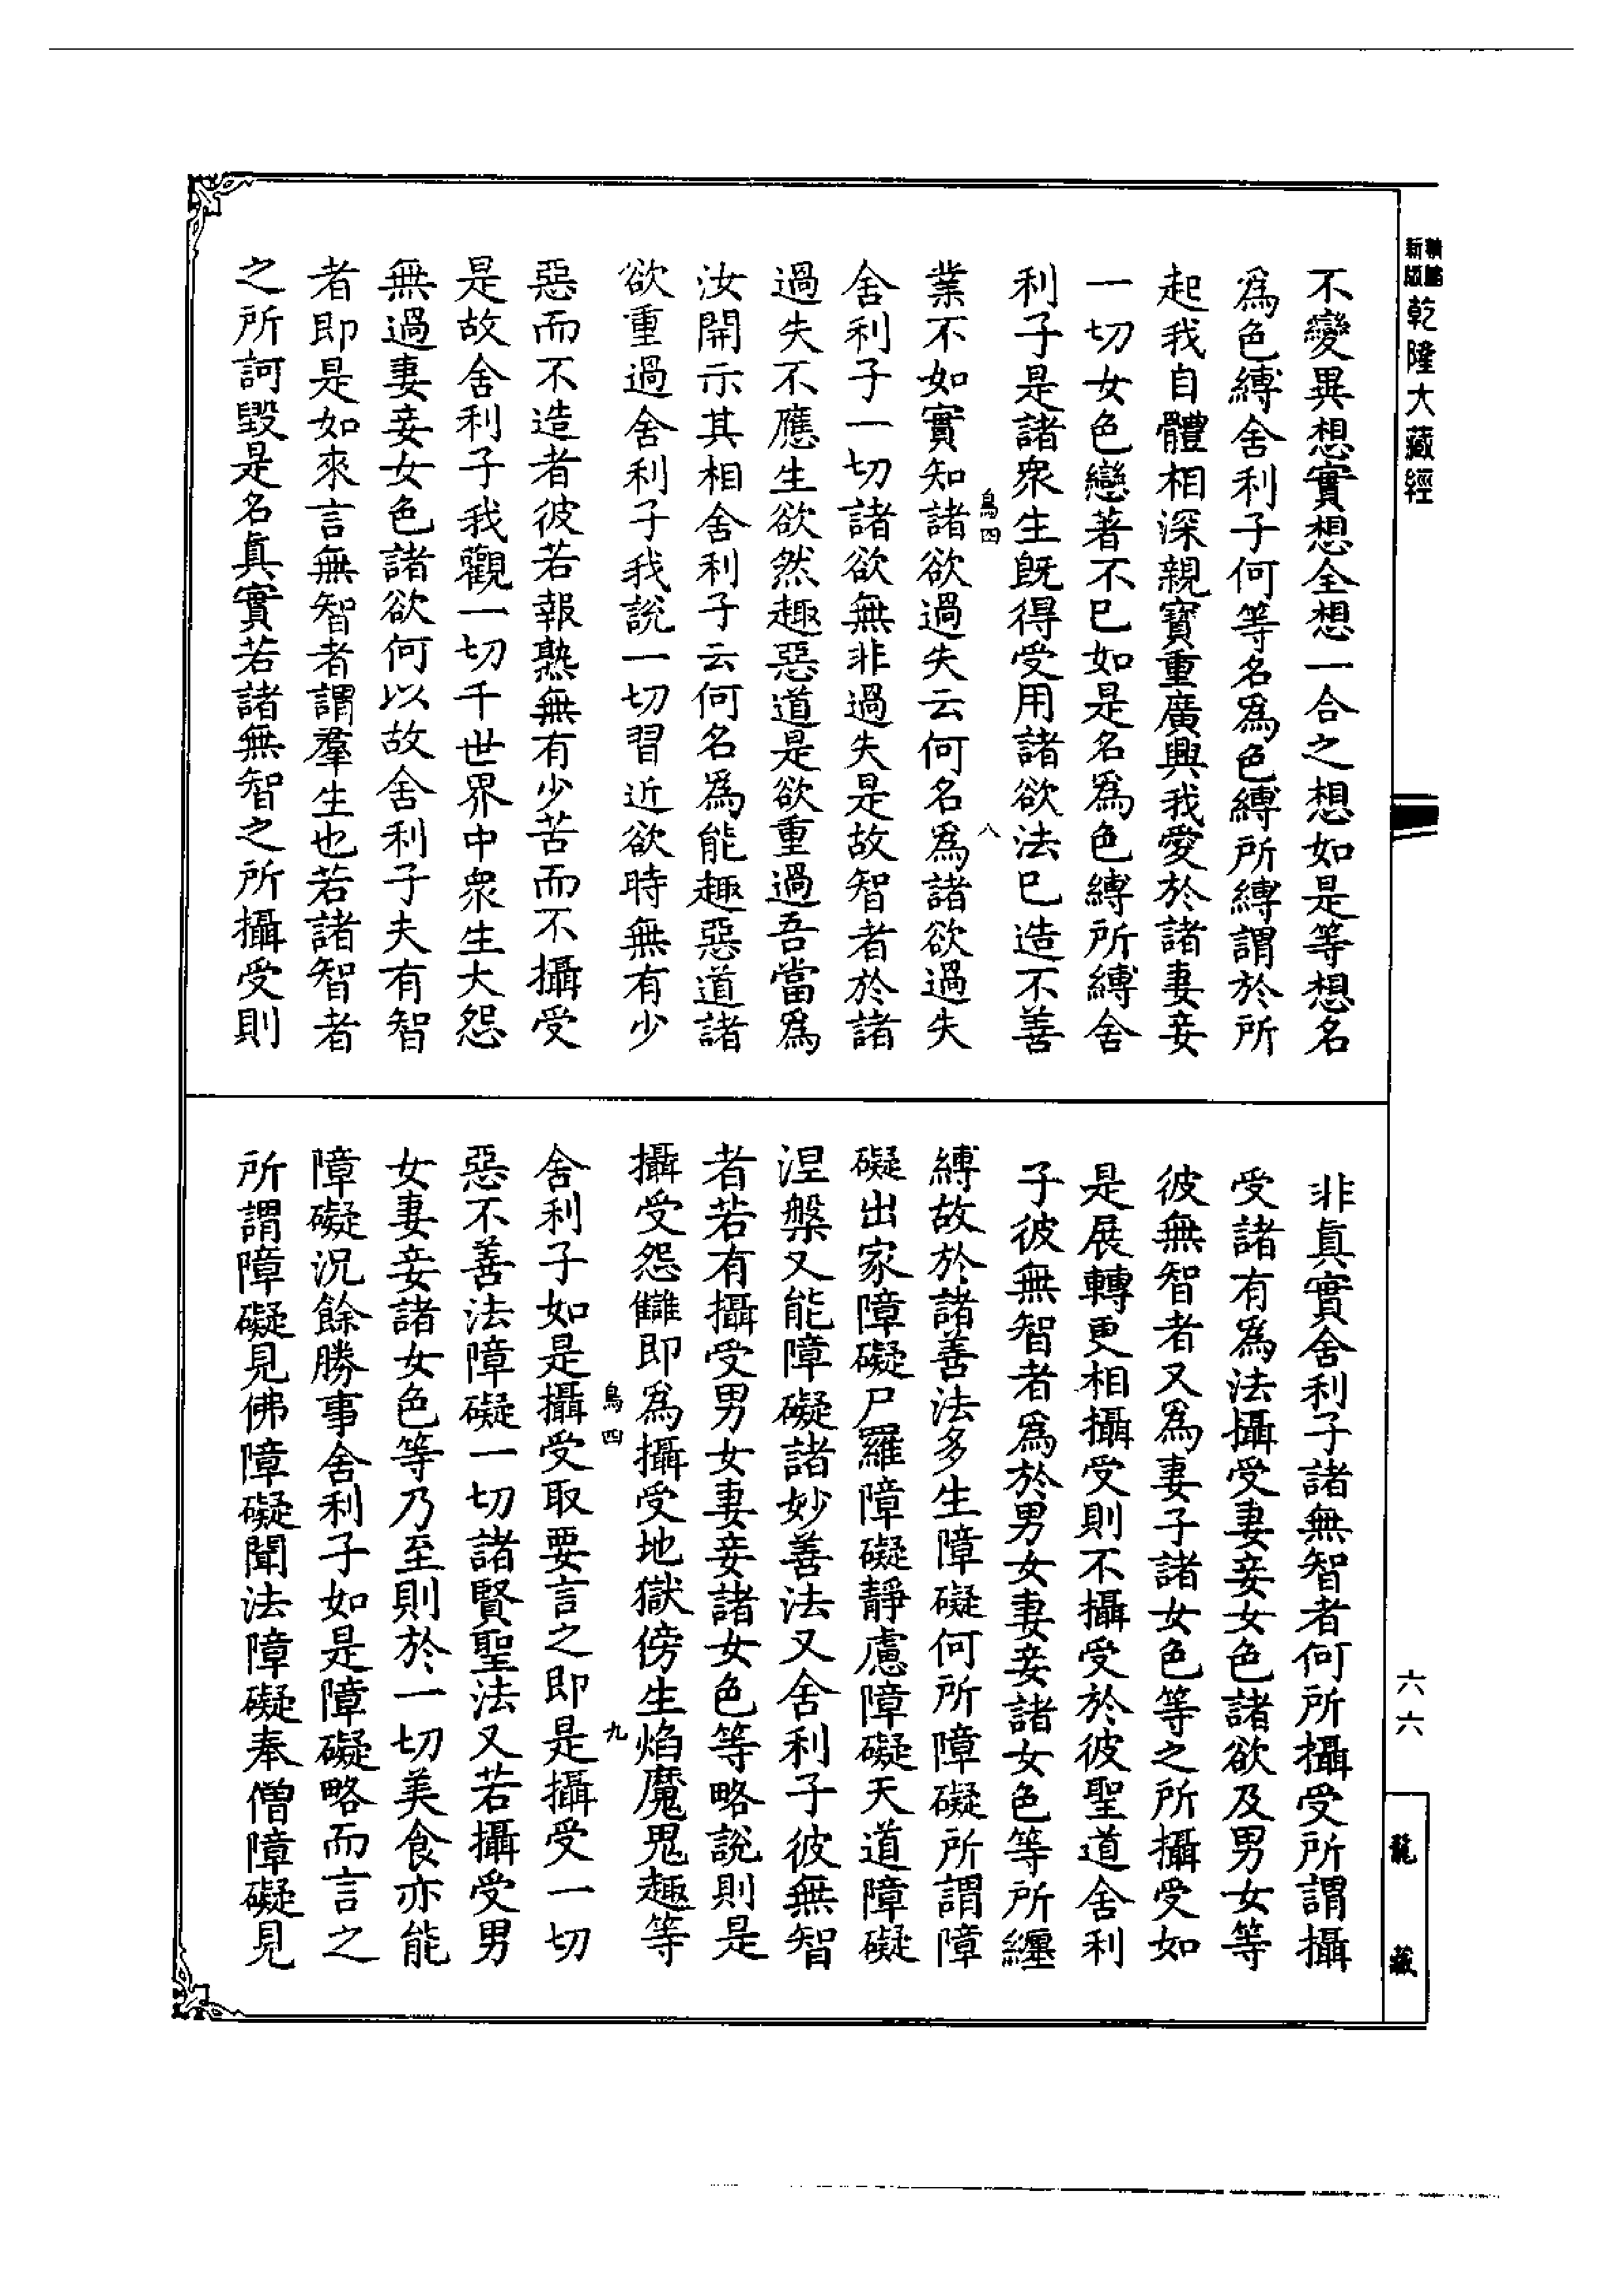 新版
乾隆大藏經
不變異想實想全想一合之想如是等想名
爲色縛舍利子何等名爲色縛所縛謂於所
起我自體相深親寶重廣興我愛於諸妻妾
一切女色戀著不已如是名爲色縛所縛舍
利子是諸衆生既得受用諸欲法已造不善
鳥四
八
業不如實知諸欲過失云何名爲諸欲過失
舍利子一切諸欲無非過失是故智者於諸
過失不應生欲然趣惡道是欲重過吾當爲
汝開示其相舍利子云何名爲能趣惡道諸
欲重過舍利子我說一切習近欲時無有少
惡而不造者彼若報熟無有少苦而不攝受
是故舍利子我觀一切千世界中衆生大怨
無過妻妾女色諸欲何以故舍利子夫有智
者即是如來言無智者謂羣生也若諸智者
之所訶毀是名真實若諸無智之所攝受則
非真實舍利子諸無智者何所攝受所謂攝
受諸有爲法攝受妻妾女色諸欲及男女等
彼無智者又爲妻子諸女色等之所攝受如
是展轉更相攝受則不攝受於彼聖道舍利
子彼無智者爲於男女妻妾諸女色等所纏
縛故於諸善法多生障礙何所障礙所謂障
礙出家障礙尸羅障礙靜慮障礙天道障礙
涅槃又能障礙諸妙善法又舍利子彼無智
者若有攝受男女妻妾諸女色等略說則是
攝受怨讎即爲攝受地獄傍生焰魔鬼趣等
鳥四
九
舍利子如是攝受取要言之即是攝受一切
惡不善法障礙一切諸賢聖法又若攝受男
女妻妾諸女色等乃至則於一切美食亦能
障礙況餘勝事舍利子如是障礙略而言之
所謂障礙見佛障礙聞法障礙奉僧障礙見
六六
龍藏